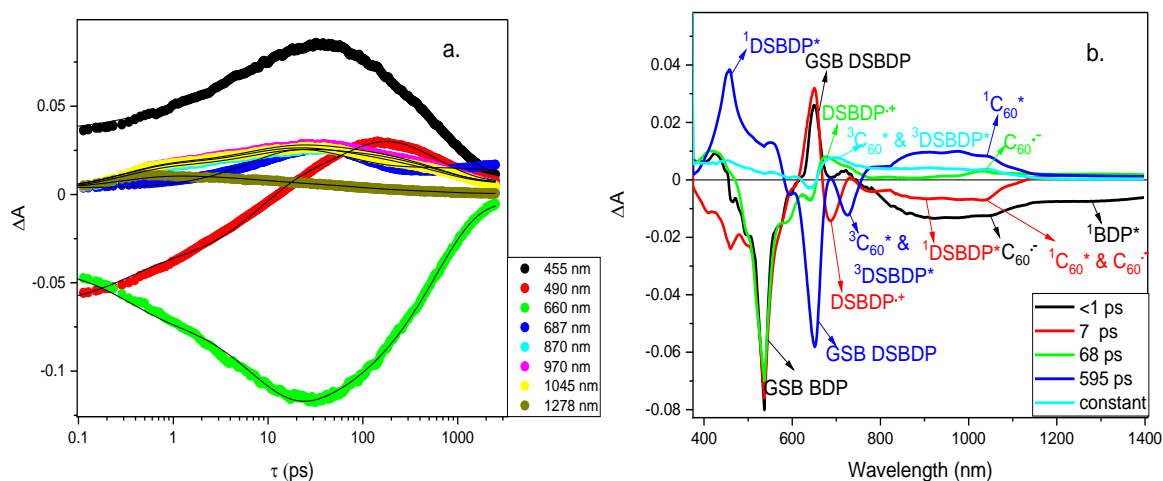 a.
0.05
0
-0.05
-0.1
ΔA
0.1 1 10 100 1000
τ (ps)
455 nm
490 nm
660 nm
687 nm
870 nm
970 nm
1045 nm
1278 nm
b.
0.04
0.02
0
-0.02
-0.04
-0.06
-0.08
ΔA
400 600 800 1000 1200 1400
Wavelength (nm)
¹DSBDP*
GSB DSBDP
DSBDP·⁺
³C₆₀* & ³DSBDP*
¹C₆₀*
C₆₀·⁻
¹BDP*
¹DSBDP* C₆₀·⁻
¹C₆₀* & C₆₀·⁻
³C₆₀* &
³DSBDP*
DSBDP·⁺
GSB DSBDP
GSB BDP
<1 ps
7 ps
68 ps
595 ps
constant